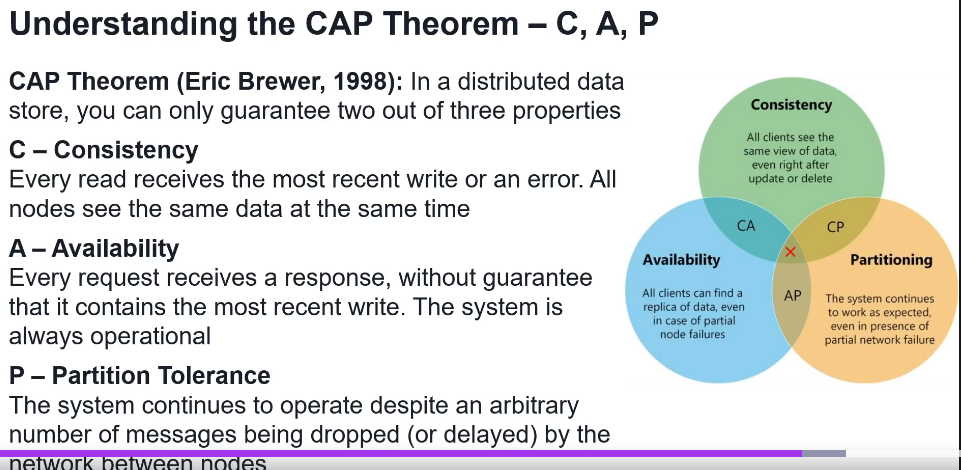 Understanding the CAP Theorem – C, A, P
CAP Theorem (Eric Brewer, 1998): In a distributed data
store, you can only guarantee two out of three properties
C – Consistency
Every read receives the most recent write or an error. All
nodes see the same data at the same time
A – Availability
Every request receives a response, without guarantee
that it contains the most recent write. The system is
always operational
P – Partition Tolerance
The system continues to operate despite an arbitrary
number of messages being dropped (or delayed) by the
network between nodes
Consistency
All clients see the
same view of data,
even right after
update or delete
CA
CP
Availability
All clients can find a
replica of data, even
in case of partial
node failures
AP
Partitioning
The system continues
to work as expected,
even in presence of
partial network failure